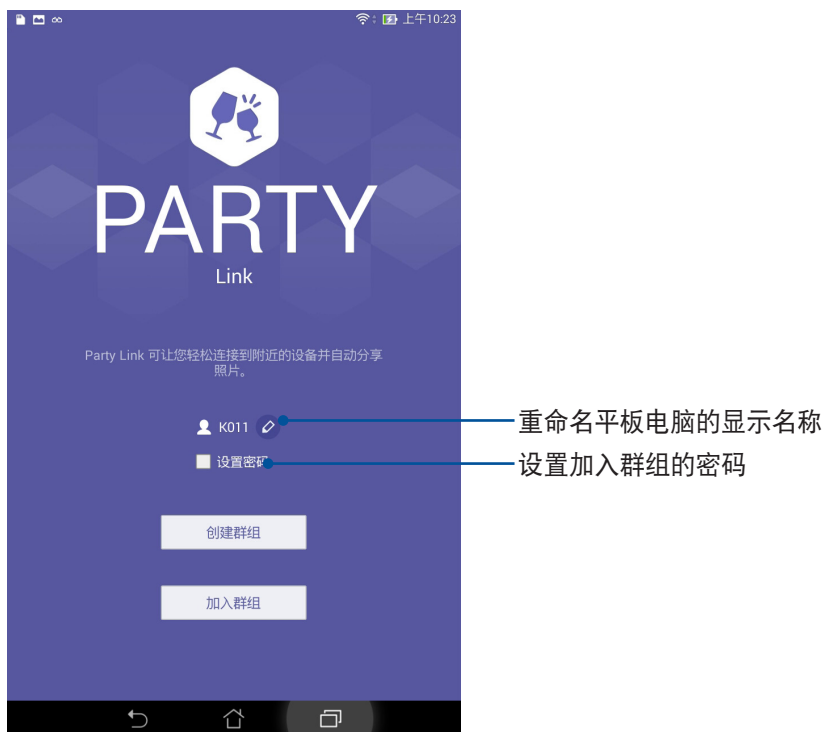 上午10:23
PARTY
Link
Party Link 可让您轻松连接到附近的设备并自动分享
照片。
K011
重命名平板电脑的显示名称
设置密码
设置加入群组的密码
创建群组
加入群组